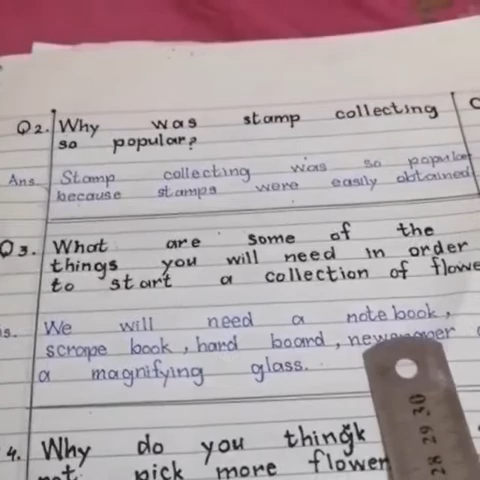 Q2. Why was stamp collecting
so popular?
Ans Stamp collecting was so popular
because stamps were easily obtained
Q3. What are some of the
things you will need in order
to start a collection of flowe
s. We will need a note book,
scrape book, hard board, newspaper
a magnifying glass.
4. Why do you thingk
not pick more flower
28 29 30